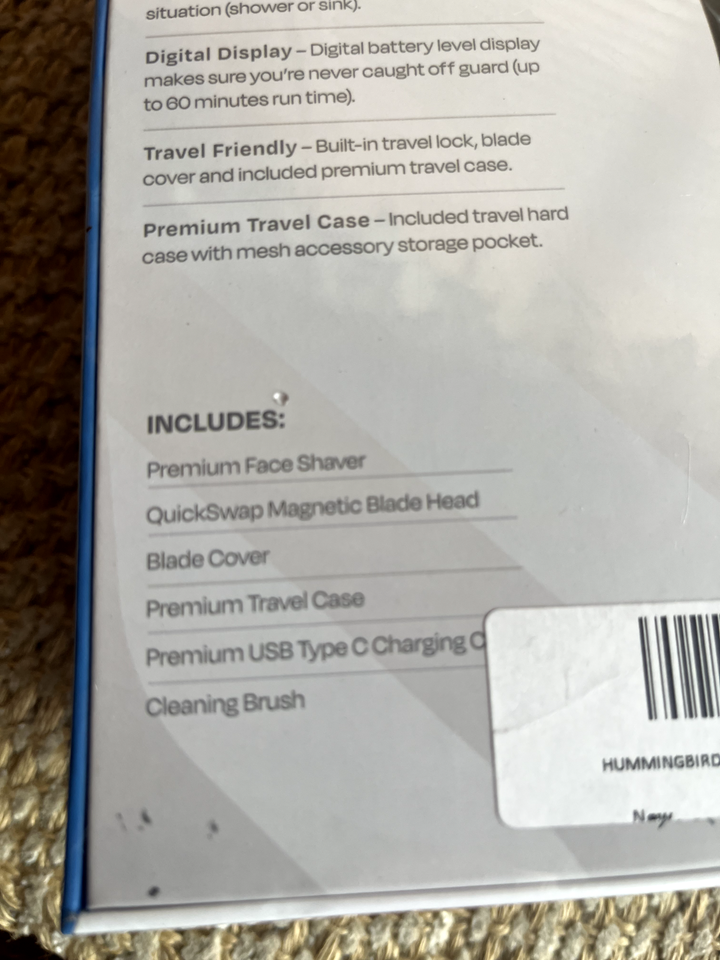 situation (shower or sink).
Digital Display – Digital battery level display
makes sure you're never caught off guard (up
to 60 minutes run time).
Travel Friendly – Built-in travel lock, blade
cover and included premium travel case.
Premium Travel Case – Included travel hard
case with mesh accessory storage pocket.
INCLUDES:
Premium Face Shaver
QuickSwap Magnetic Blade Head
Blade Cover
Premium Travel Case
Premium USB Type C Charging C
Cleaning Brush
HUMMINGBIRD